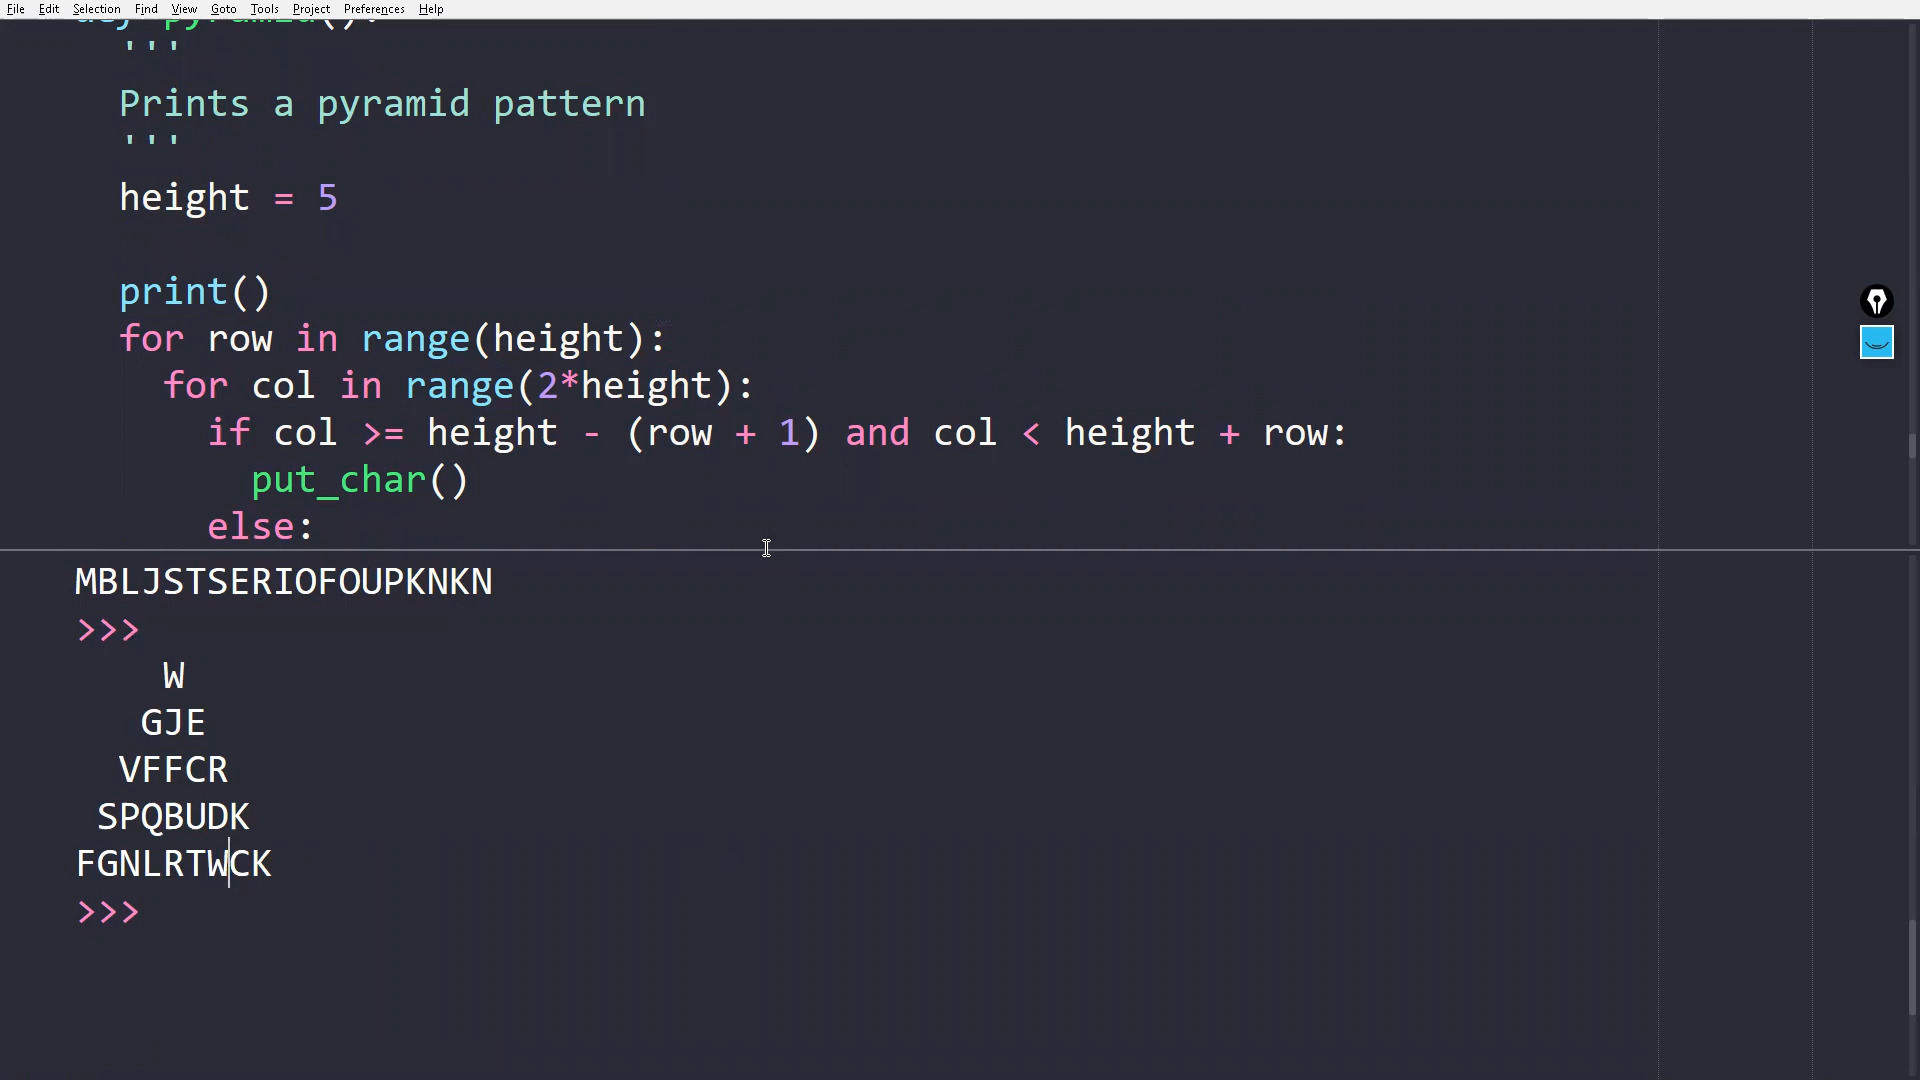 File Edit Selection Find View Goto Tools Project Preferences Help
def pyramid():
'''
Prints a pyramid pattern
'''
height = 5
print()
for row in range(height):
for col in range(2*height):
if col >= height - (row + 1) and col < height + row:
put_char()
else:
MBLJSTSERIOFOUPKNKN
>>>
W
GJE
VFFCR
SPQBUDK
FGNLRTWCK
>>>